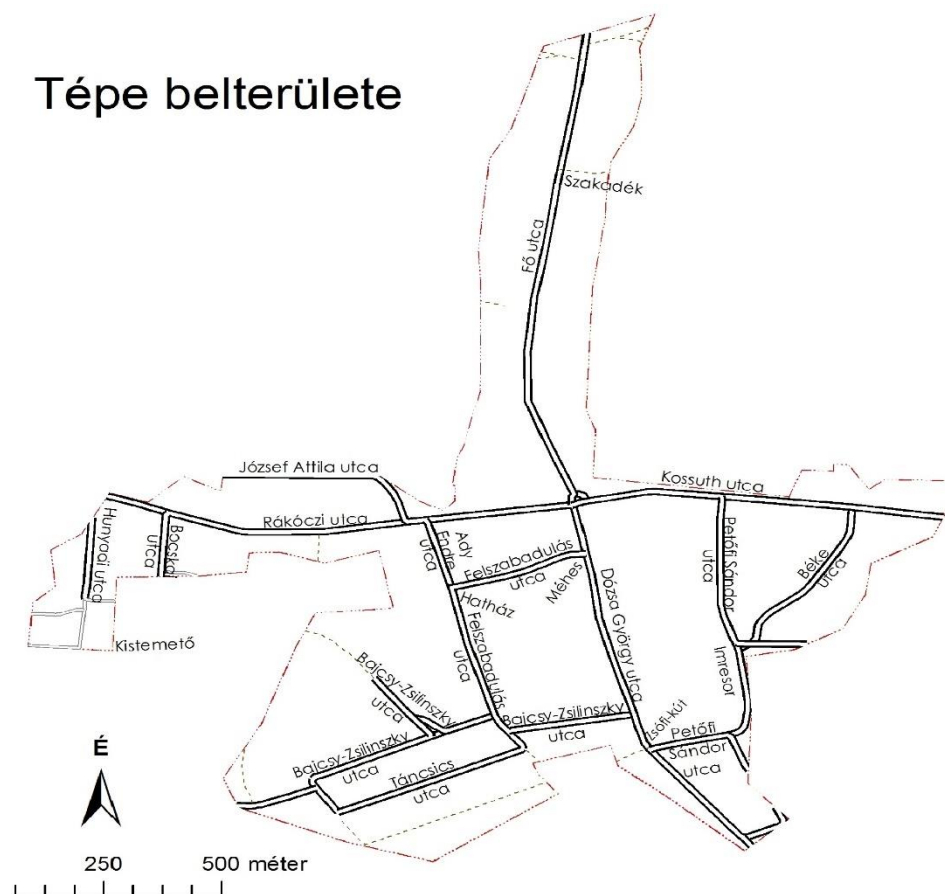 Tépe belterülete
Szakadék
Fő utca
József Attila utca
Kossuth utca
Rákóczi utca
Hunyadi utca
Bocskai
utca
Ady
Endre
utca
Felszabadulás
utca
Méhes
Petőfi Sándor
utca
Béke
utca
Hatház
Dózsa György utca
Kistemető
Felszabadulás
utca
Imresor
Bajcsy-Zsilinszky
utca
Zsófi-kút
Bajcsy-Zsilinszky
utca
Petőfi
Sándor
utca
Bajcsy-Zsilinszky
utca
Táncsics
utca
É
250 500 méter